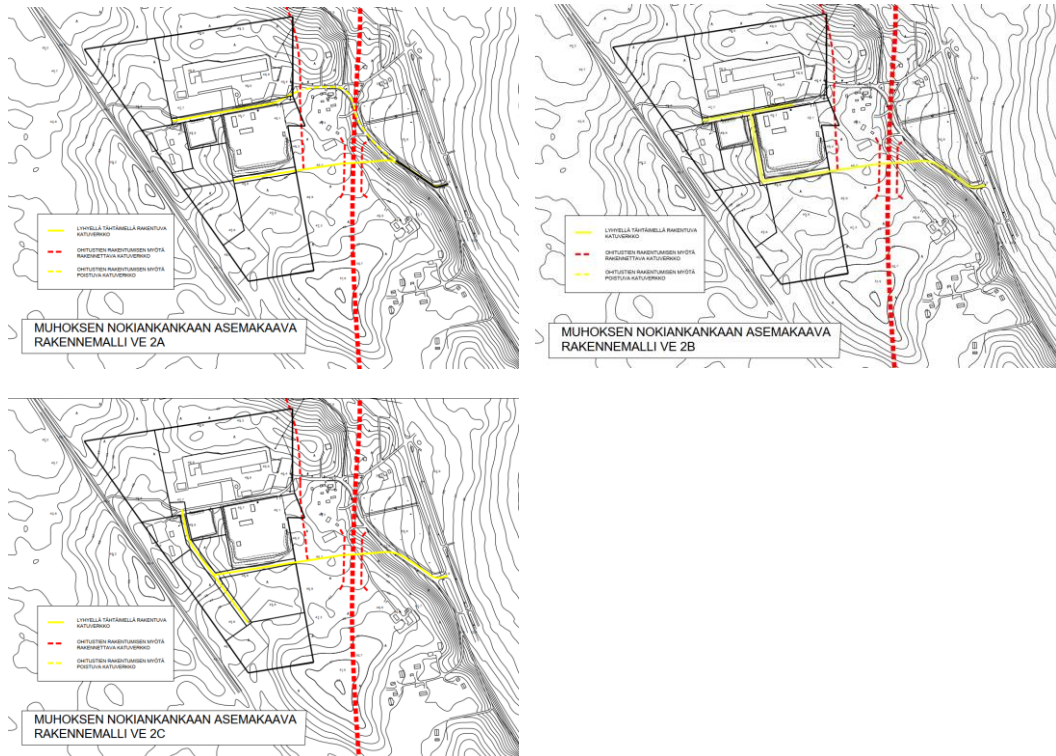 LYHYELLÄ TÄHTÄIMELLÄ RAKENTUVA
KATUVERKKO
OHITUSTIEN RAKENTUMISEN MYÖTÄ
RAKENNETTAVA KATUVERKKO
OHITUSTIEN RAKENTUMISEN MYÖTÄ
POISTUVA KATUVERKKO
MUHOKSEN NOKIANKANKAAN ASEMAKAAVA
RAKENNEMALLI VE 2A
LYHYELLÄ TÄHTÄIMELLÄ RAKENTUVA
KATUVERKKO
OHITUSTIEN RAKENTUMISEN MYÖTÄ
RAKENNETTAVA KATUVERKKO
OHITUSTIEN RAKENTUMISEN MYÖTÄ
POISTUVA KATUVERKKO
MUHOKSEN NOKIANKANKAAN ASEMAKAAVA
RAKENNEMALLI VE 2B
LYHYELLÄ TÄHTÄIMELLÄ RAKENTUVA
KATUVERKKO
OHITUSTIEN RAKENTUMISEN MYÖTÄ
RAKENNETTAVA KATUVERKKO
OHITUSTIEN RAKENTUMISEN MYÖTÄ
POISTUVA KATUVERKKO
MUHOKSEN NOKIANKANKAAN ASEMAKAAVA
RAKENNEMALLI VE 2C